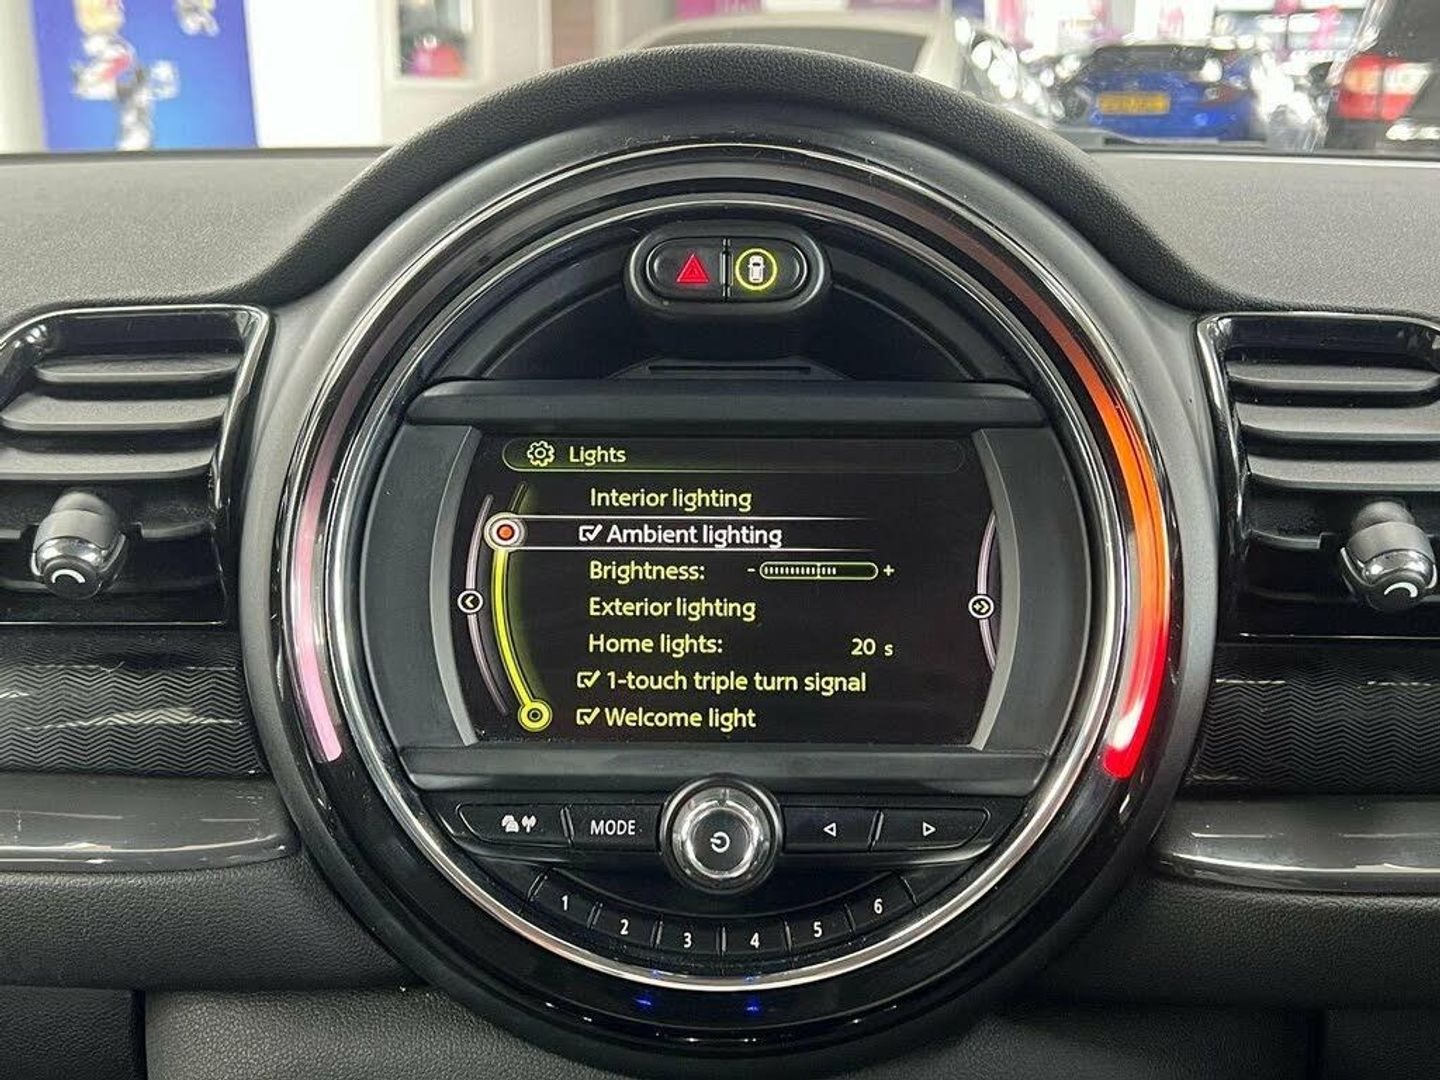 Lights
Interior lighting
Ambient lighting
Brightness: - +
Exterior lighting
Home lights: 20 s
1-touch triple turn signal
Welcome light
MODE
1 2 3 4 5 6